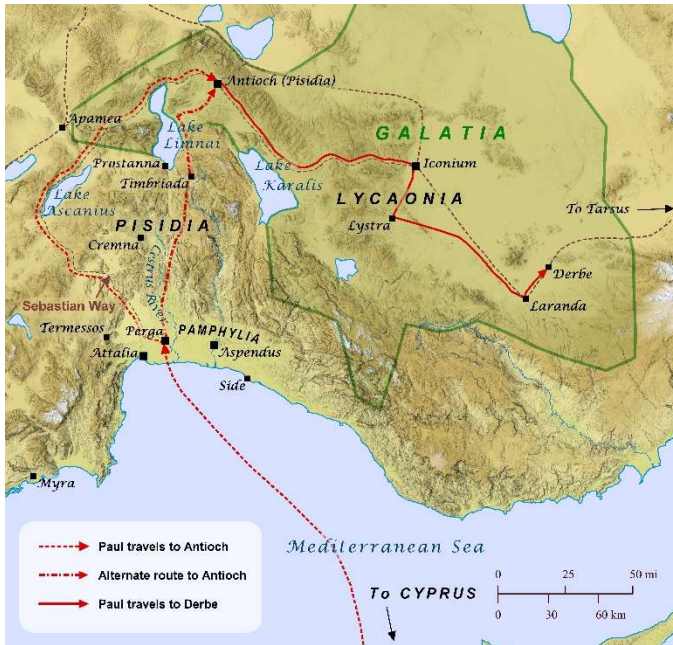 Antioch (Pisidia)
Apamea
Lake
Limnai
GALATIA
Prostanna
Timbriada
Lake
Karalis
Iconium
Lake
Ascanius
LYCAONIA
PISIDIA
Cremna
Lystra
To Tarsus
Cestrus River
Derbe
Laranda
Sebastian Way
Termessos
Perga
PAMPHYLIA
Attalia
Aspendus
Side
Myra
Paul travels to Antioch
Alternate route to Antioch
Paul travels to Derbe
Mediterranean Sea
To CYPRUS
0 25 50 mi
0 30 60 km